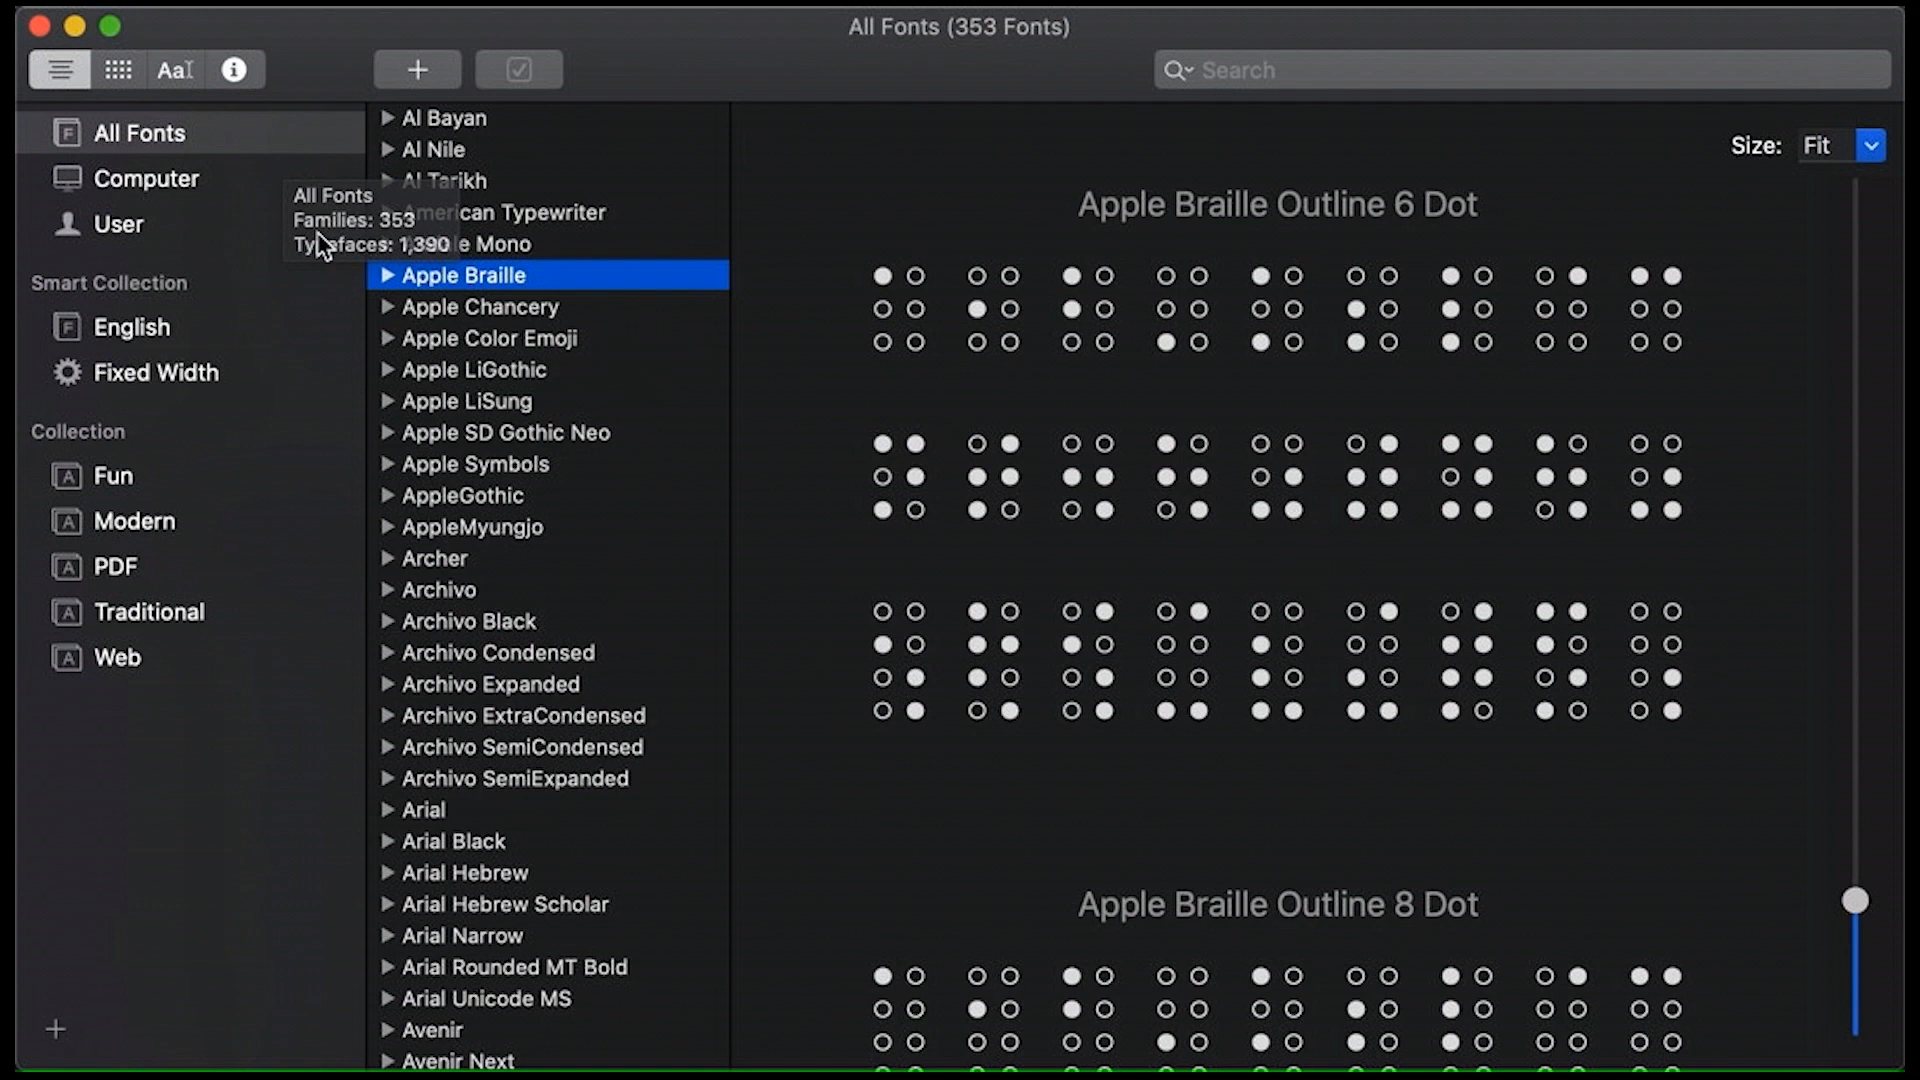 All Fonts (353 Fonts)
AaI
Search
All Fonts
Computer
User
Smart Collection
English
Fixed Width
Collection
Fun
Modern
PDF
Traditional
Web
All Fonts
Families: 353
Typefaces: 1,390
Al Bayan
Al Nile
Al Tarikh
American Typewriter
Mono
Apple Braille
Apple Chancery
Apple Color Emoji
Apple LiGothic
Apple LiSung
Apple SD Gothic Neo
Apple Symbols
AppleGothic
AppleMyungjo
Archer
Archivo
Archivo Black
Archivo Condensed
Archivo Expanded
Archivo ExtraCondensed
Archivo SemiCondensed
Archivo SemiExpanded
Arial
Arial Black
Arial Hebrew
Arial Hebrew Scholar
Arial Narrow
Arial Rounded MT Bold
Arial Unicode MS
Avenir
Avenir Next
Size: Fit
Apple Braille Outline 6 Dot
Apple Braille Outline 8 Dot